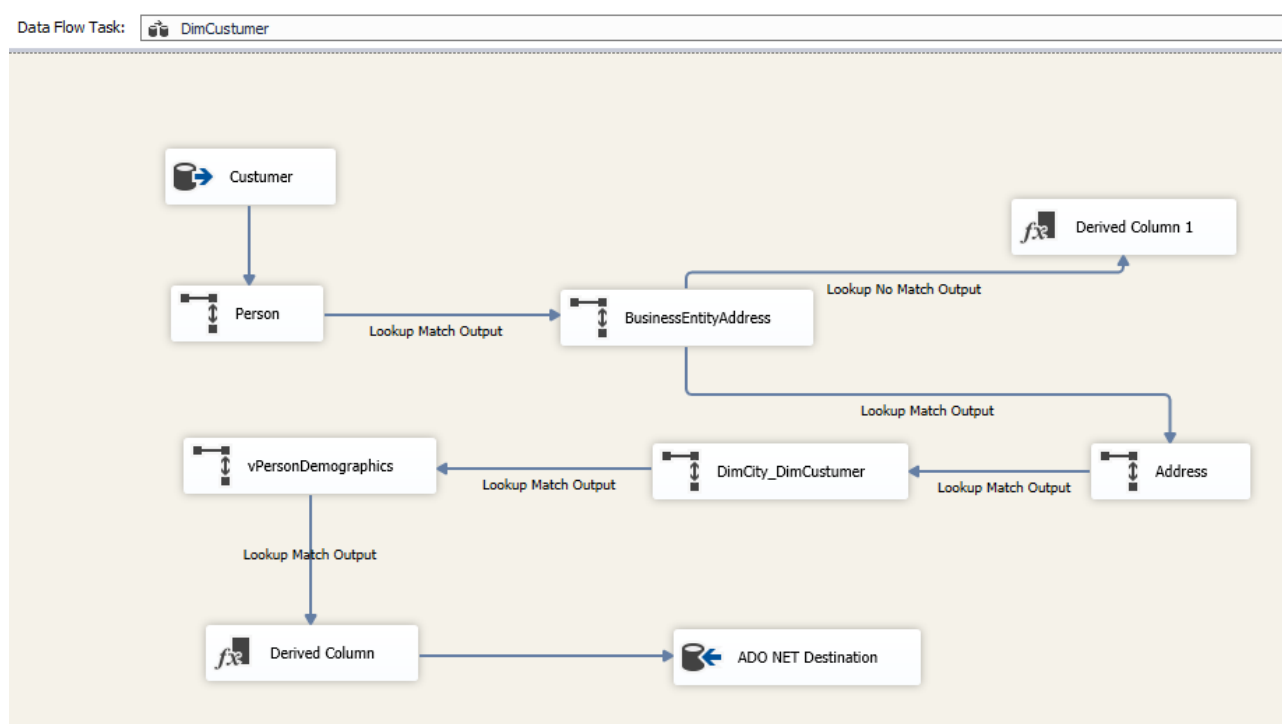 Data Flow Task: DimCustumer
Custumer
Derived Column 1
Lookup No Match Output
Person
BusinessEntityAddress
Lookup Match Output
Lookup Match Output
vPersonDemographics
DimCity_DimCustumer
Address
Lookup Match Output
Lookup Match Output
Lookup Match Output
Derived Column
ADO NET Destination